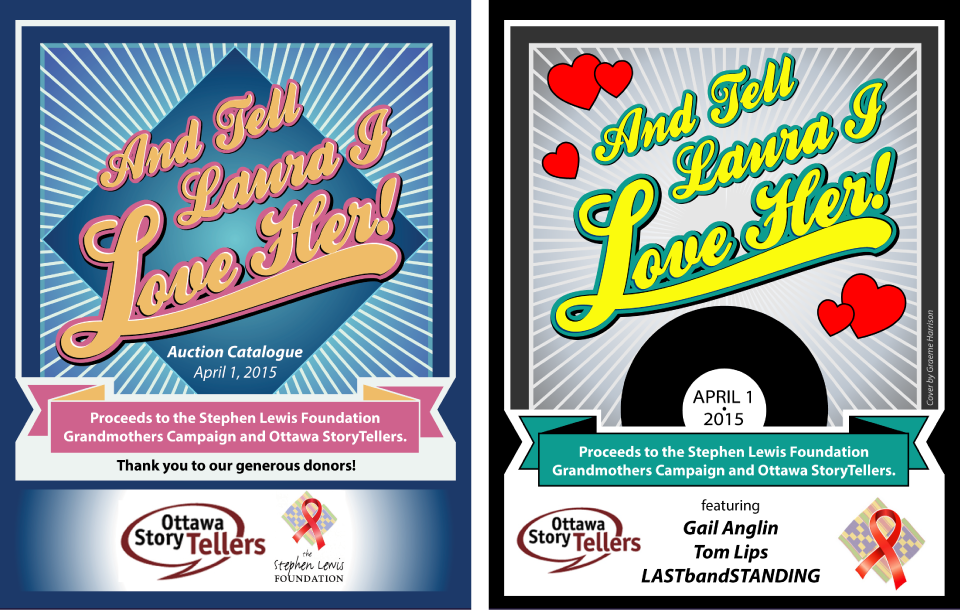 And Tell
Laura I
Love Her!
Auction Catalogue
April 1, 2015
Proceeds to the Stephen Lewis Foundation
Grandmothers Campaign and Ottawa StoryTellers.
Thank you to our generous donors!
Ottawa
StoryTellers
the
Stephen Lewis
FOUNDATION
And Tell
Laura I
Love Her!
Cover by Graeme Harrison
APRIL 1
2015
Proceeds to the Stephen Lewis Foundation
Grandmothers Campaign and Ottawa StoryTellers.
featuring
Gail Anglin
Tom Lips
LASTbandSTANDING
Ottawa
StoryTellers